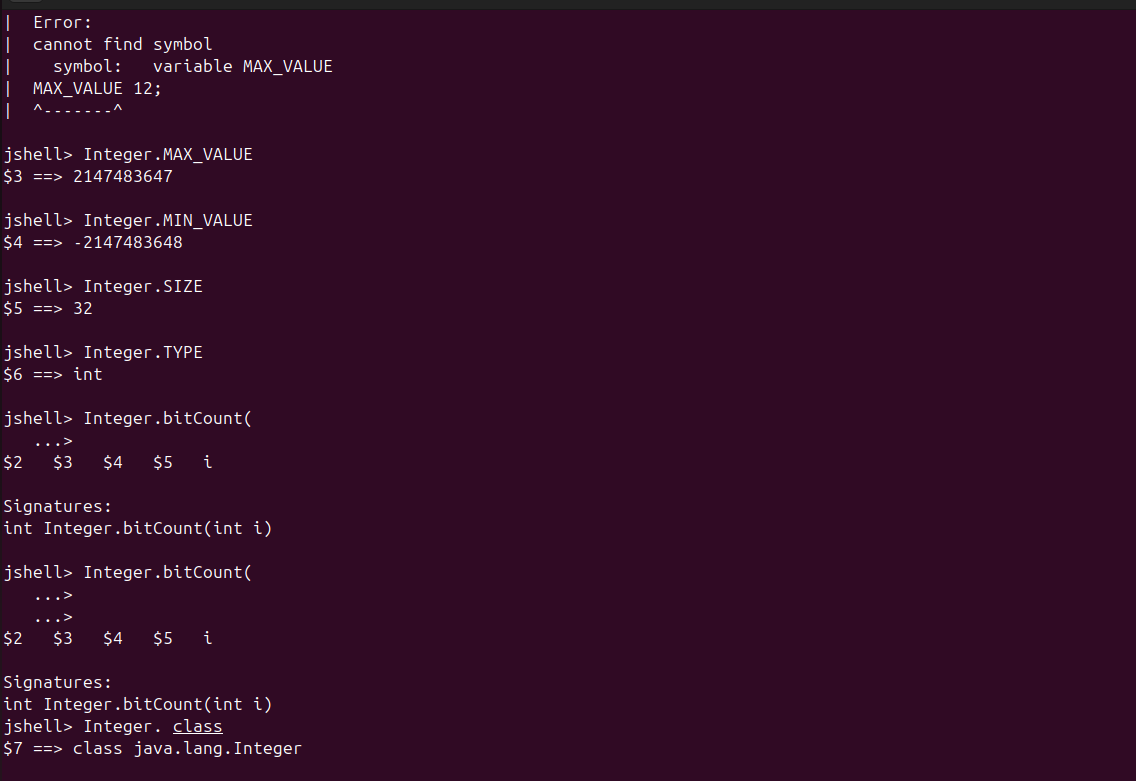 |  Error:
|  cannot find symbol
|    symbol:   variable MAX_VALUE
|  MAX_VALUE 12;
|  ^-------^
jshell> Integer.MAX_VALUE
$3 ==> 2147483647
jshell> Integer.MIN_VALUE
$4 ==> -2147483648
jshell> Integer.SIZE
$5 ==> 32
jshell> Integer.TYPE
$6 ==> int
jshell> Integer.bitCount(
   ...>
$2   $3   $4   $5   i
Signatures:
int Integer.bitCount(int i)
jshell> Integer.bitCount(
   ...>
   ...>
$2   $3   $4   $5   i
Signatures:
int Integer.bitCount(int i)
jshell> Integer. class
$7 ==> class java.lang.Integer